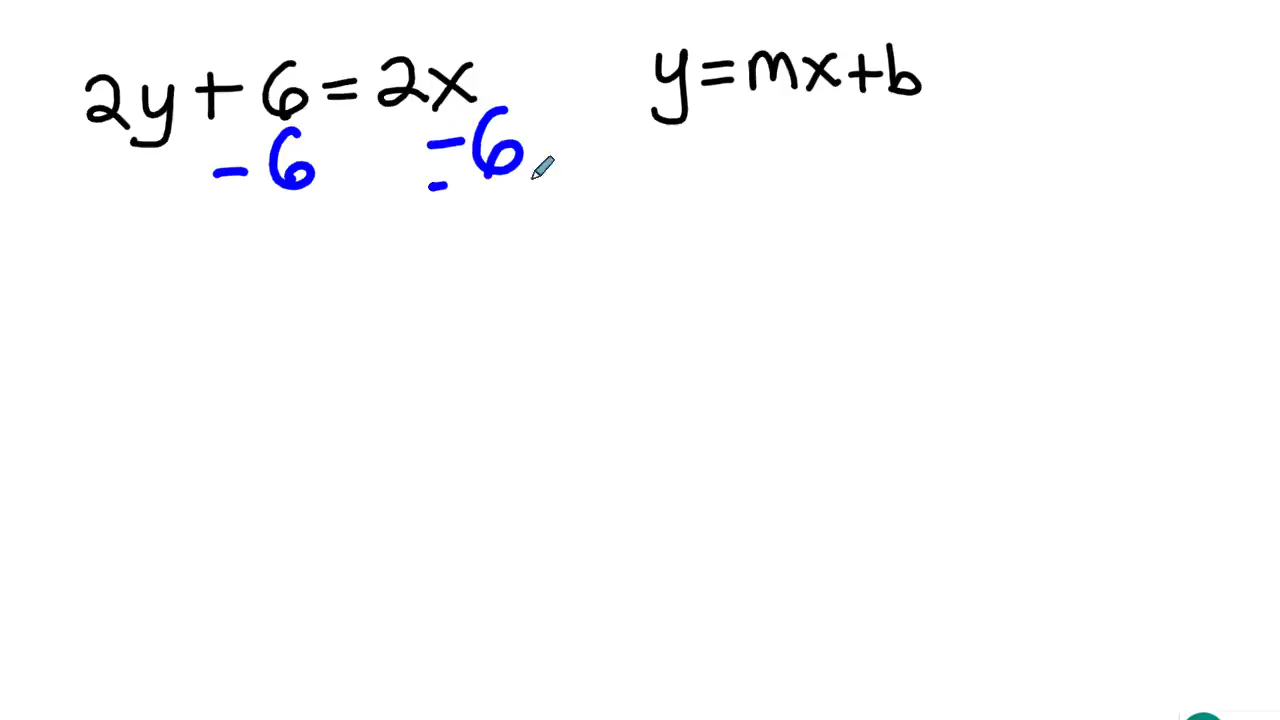 2y + 6 = 2x
y = mx + b
- 6 - 6
-